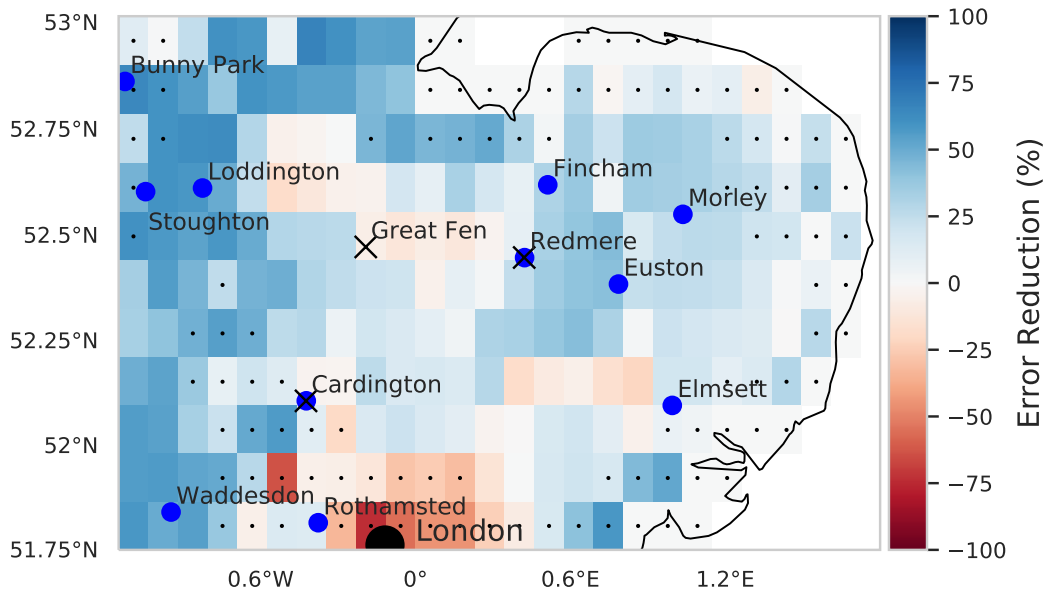 53°N
52.75°N
52.5°N
52.25°N
52°N
51.75°N
Bunny Park
Loddington
Stoughton
Fincham
Morley
Great Fen
Redmere
Euston
Cardington
Elmsett
Waddesdon
Rothamsted
London
0.6°W
0°
0.6°E
1.2°E
100
75
50
25
0
−25
−50
−75
−100
Error Reduction (%)